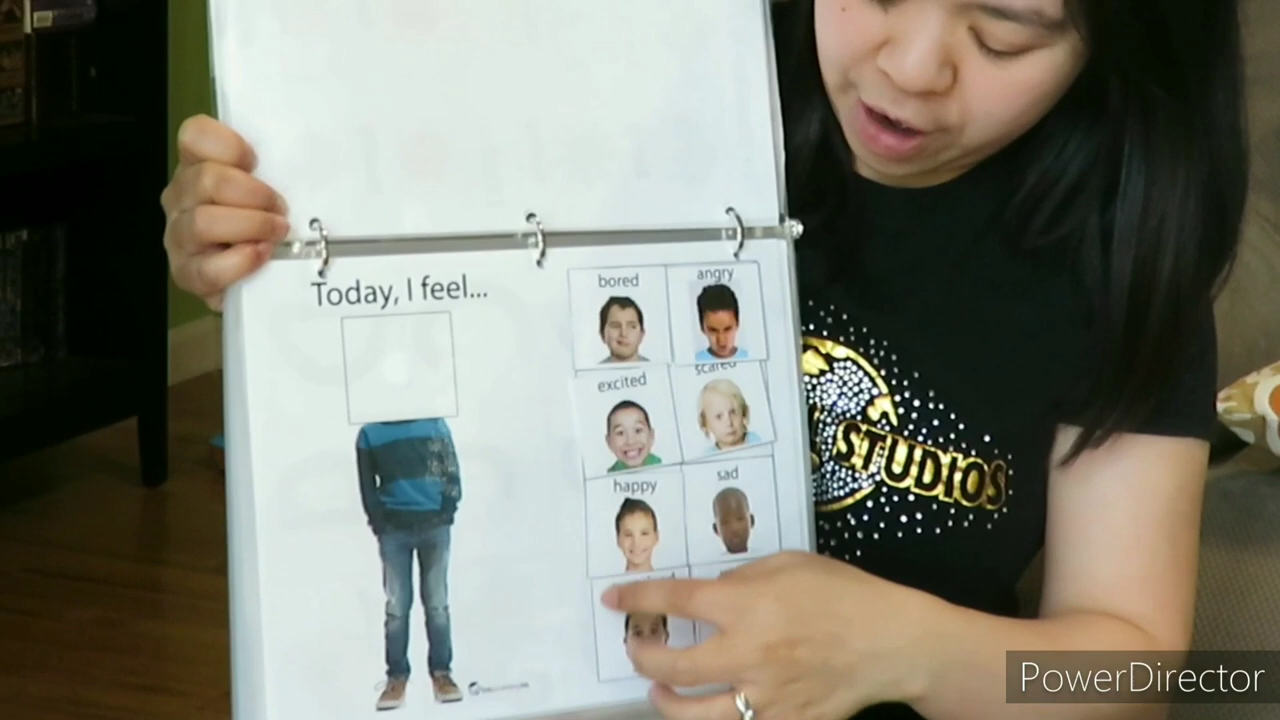 Today, I feel...
bored
angry
excited
scared
happy
sad
STUDIOS
PowerDirector